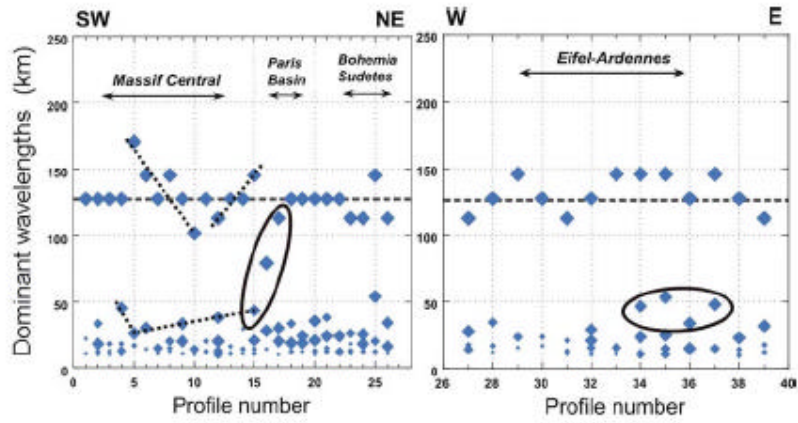 SW NE
W E
250
200
150
100
50
0
Dominant wavelengths (km)
Massif Central
Paris
Basin
Bohemia
Sudetes
0 5 10 15 20 25
Profile number
250
200
150
100
50
0
Eifel-Ardennes
26 28 30 32 34 36 38 40
Profile number